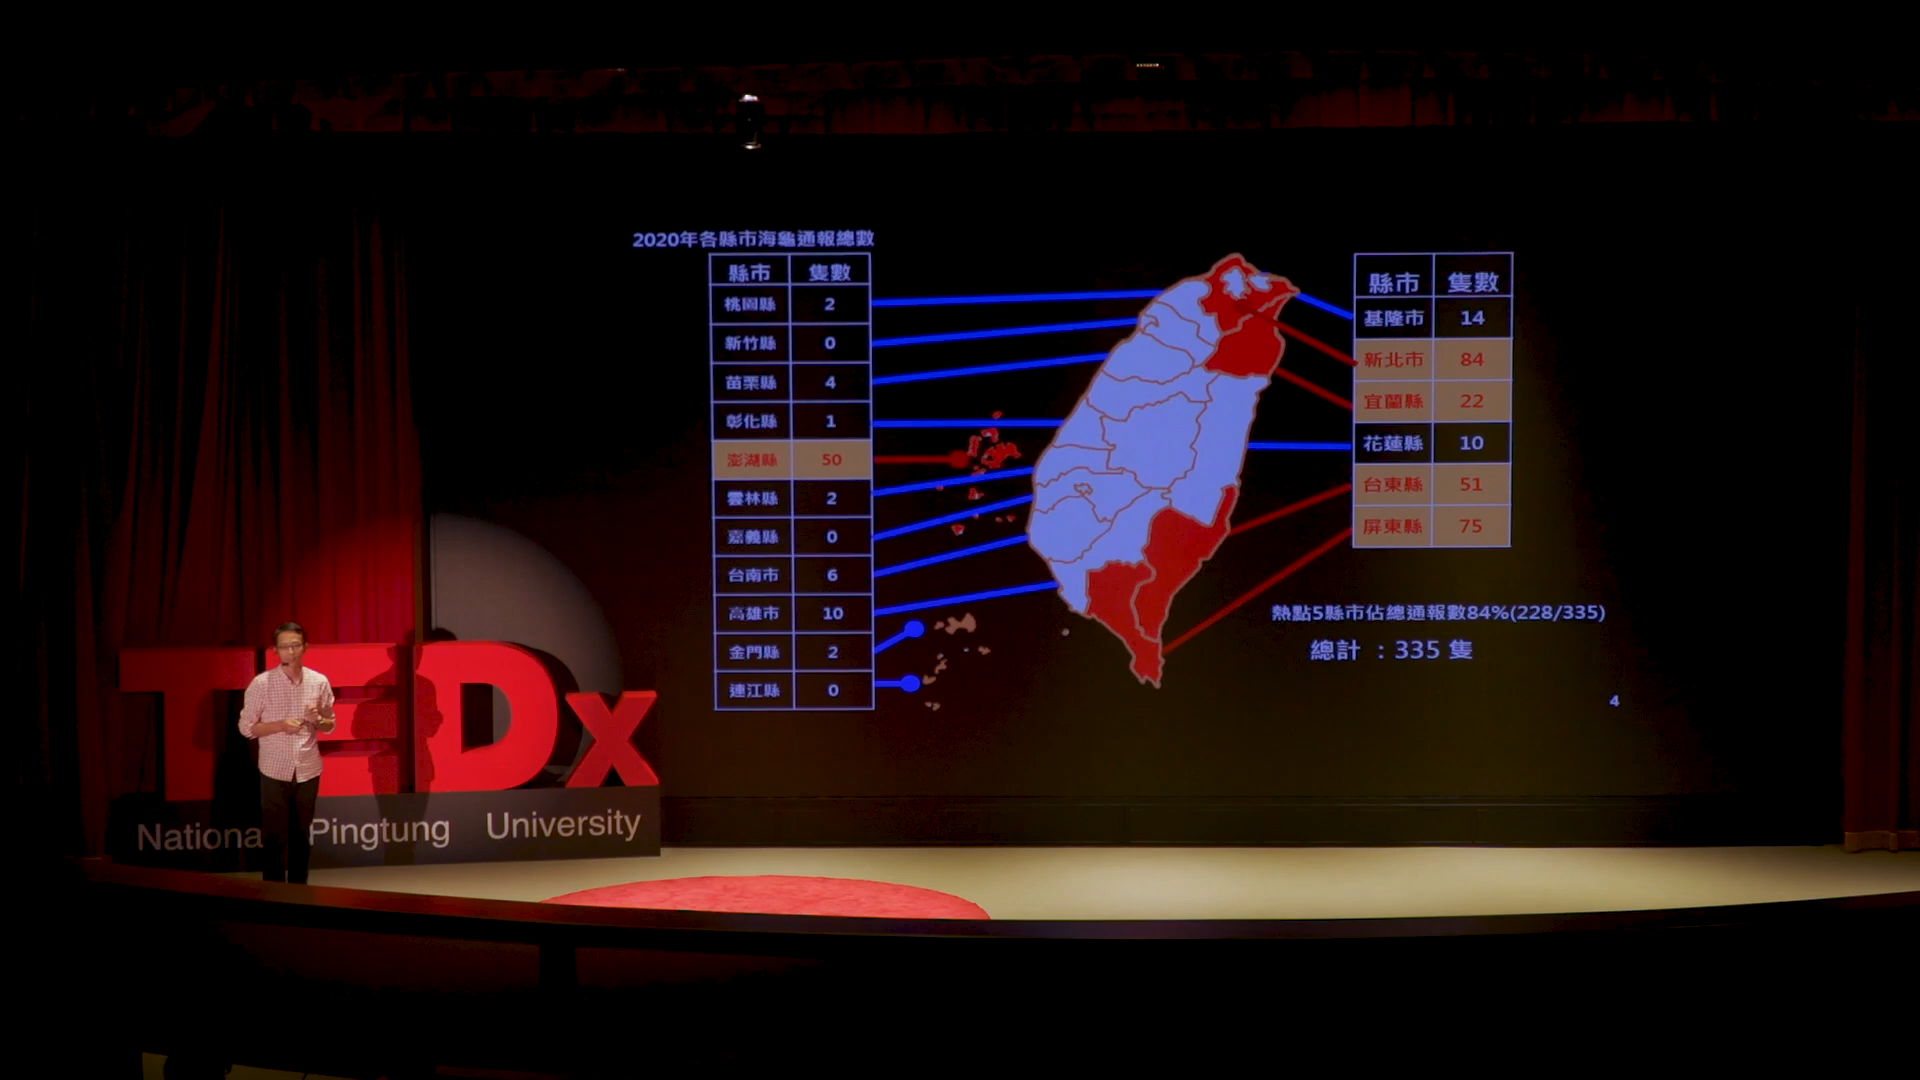 2020年各縣市海龜通報總數
縣市 隻數
桃園縣 2
新竹縣 0
苗栗縣 4
彰化縣 1
澎湖縣 50
雲林縣 2
嘉義縣 0
台南市 6
高雄市 10
金門縣 2
連江縣 0
縣市 隻數
基隆市 14
新北市 84
宜蘭縣 22
花蓮縣 10
台東縣 51
屏東縣 75
熱點5縣市佔總通報數84%(228/335)
總計 : 335 隻
4
TEDx
National Pingtung University